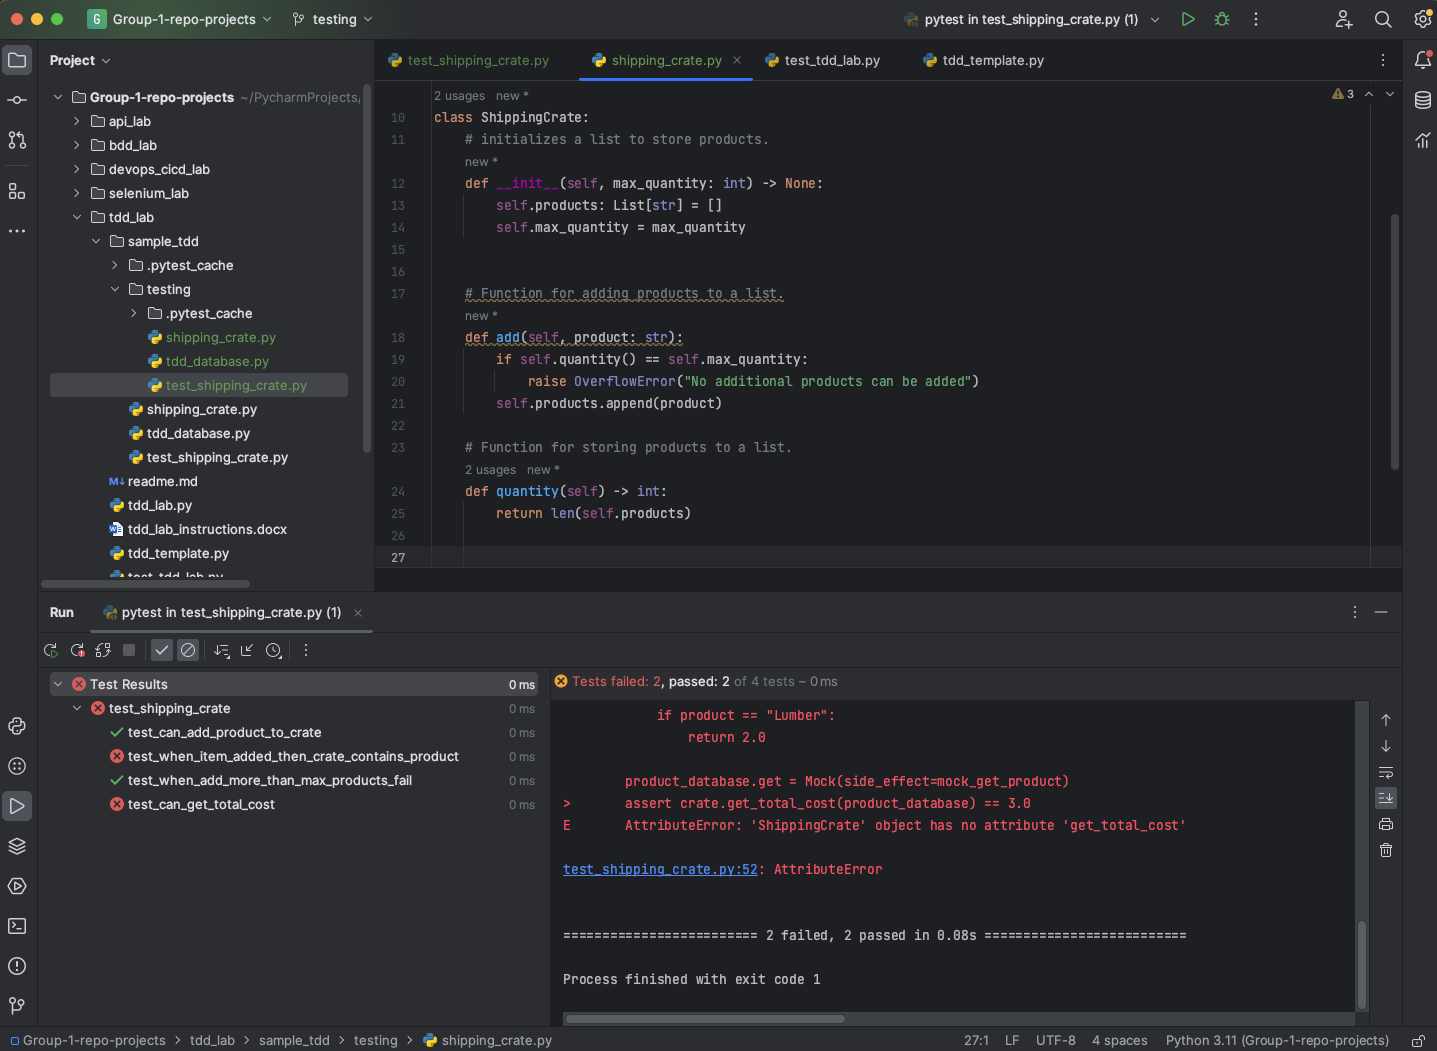 G Group-1-repo-projects testing pytest in test_shipping_crate.py (1)
Project
test_shipping_crate.py shipping_crate.py test_tdd_lab.py tdd_template.py
Group-1-repo-projects ~/PycharmProjects/
api_lab
bdd_lab
devops_cicd_lab
selenium_lab
tdd_lab
sample_tdd
.pytest_cache
testing
.pytest_cache
shipping_crate.py
tdd_database.py
test_shipping_crate.py
shipping_crate.py
tdd_database.py
test_shipping_crate.py
M↓ readme.md
tdd_lab.py
W tdd_lab_instructions.docx
tdd_template.py
test_tdd_lab.py
2 usages new *
3
10 class ShippingCrate:
11 # initializes a list to store products.
new *
12 def __init__(self, max_quantity: int) -> None:
13 self.products: List[str] = []
14 self.max_quantity = max_quantity
15
16
17 # Function for adding products to a list.
new *
18 def add(self, product: str):
19 if self.quantity() == self.max_quantity:
20 raise OverflowError("No additional products can be added")
21 self.products.append(product)
22
23 # Function for storing products to a list.
2 usages new *
24 def quantity(self) -> int:
25 return len(self.products)
26
27
Run pytest in test_shipping_crate.py (1)
Test Results 0 ms
test_shipping_crate 0 ms
test_can_add_product_to_crate 0 ms
test_when_item_added_then_crate_contains_product 0 ms
test_when_add_more_than_max_products_fail 0 ms
test_can_get_total_cost 0 ms
Tests failed: 2, passed: 2 of 4 tests – 0 ms
if product == "Lumber":
return 2.0
product_database.get = Mock(side_effect=mock_get_product)
> assert crate.get_total_cost(product_database) == 3.0
E AttributeError: 'ShippingCrate' object has no attribute 'get_total_cost'
test_shipping_crate.py:52: AttributeError
========================= 2 failed, 2 passed in 0.08s ==========================
Process finished with exit code 1
Group-1-repo-projects > tdd_lab > sample_tdd > testing > shipping_crate.py 27:1 LF UTF-8 4 spaces Python 3.11 (Group-1-repo-projects)